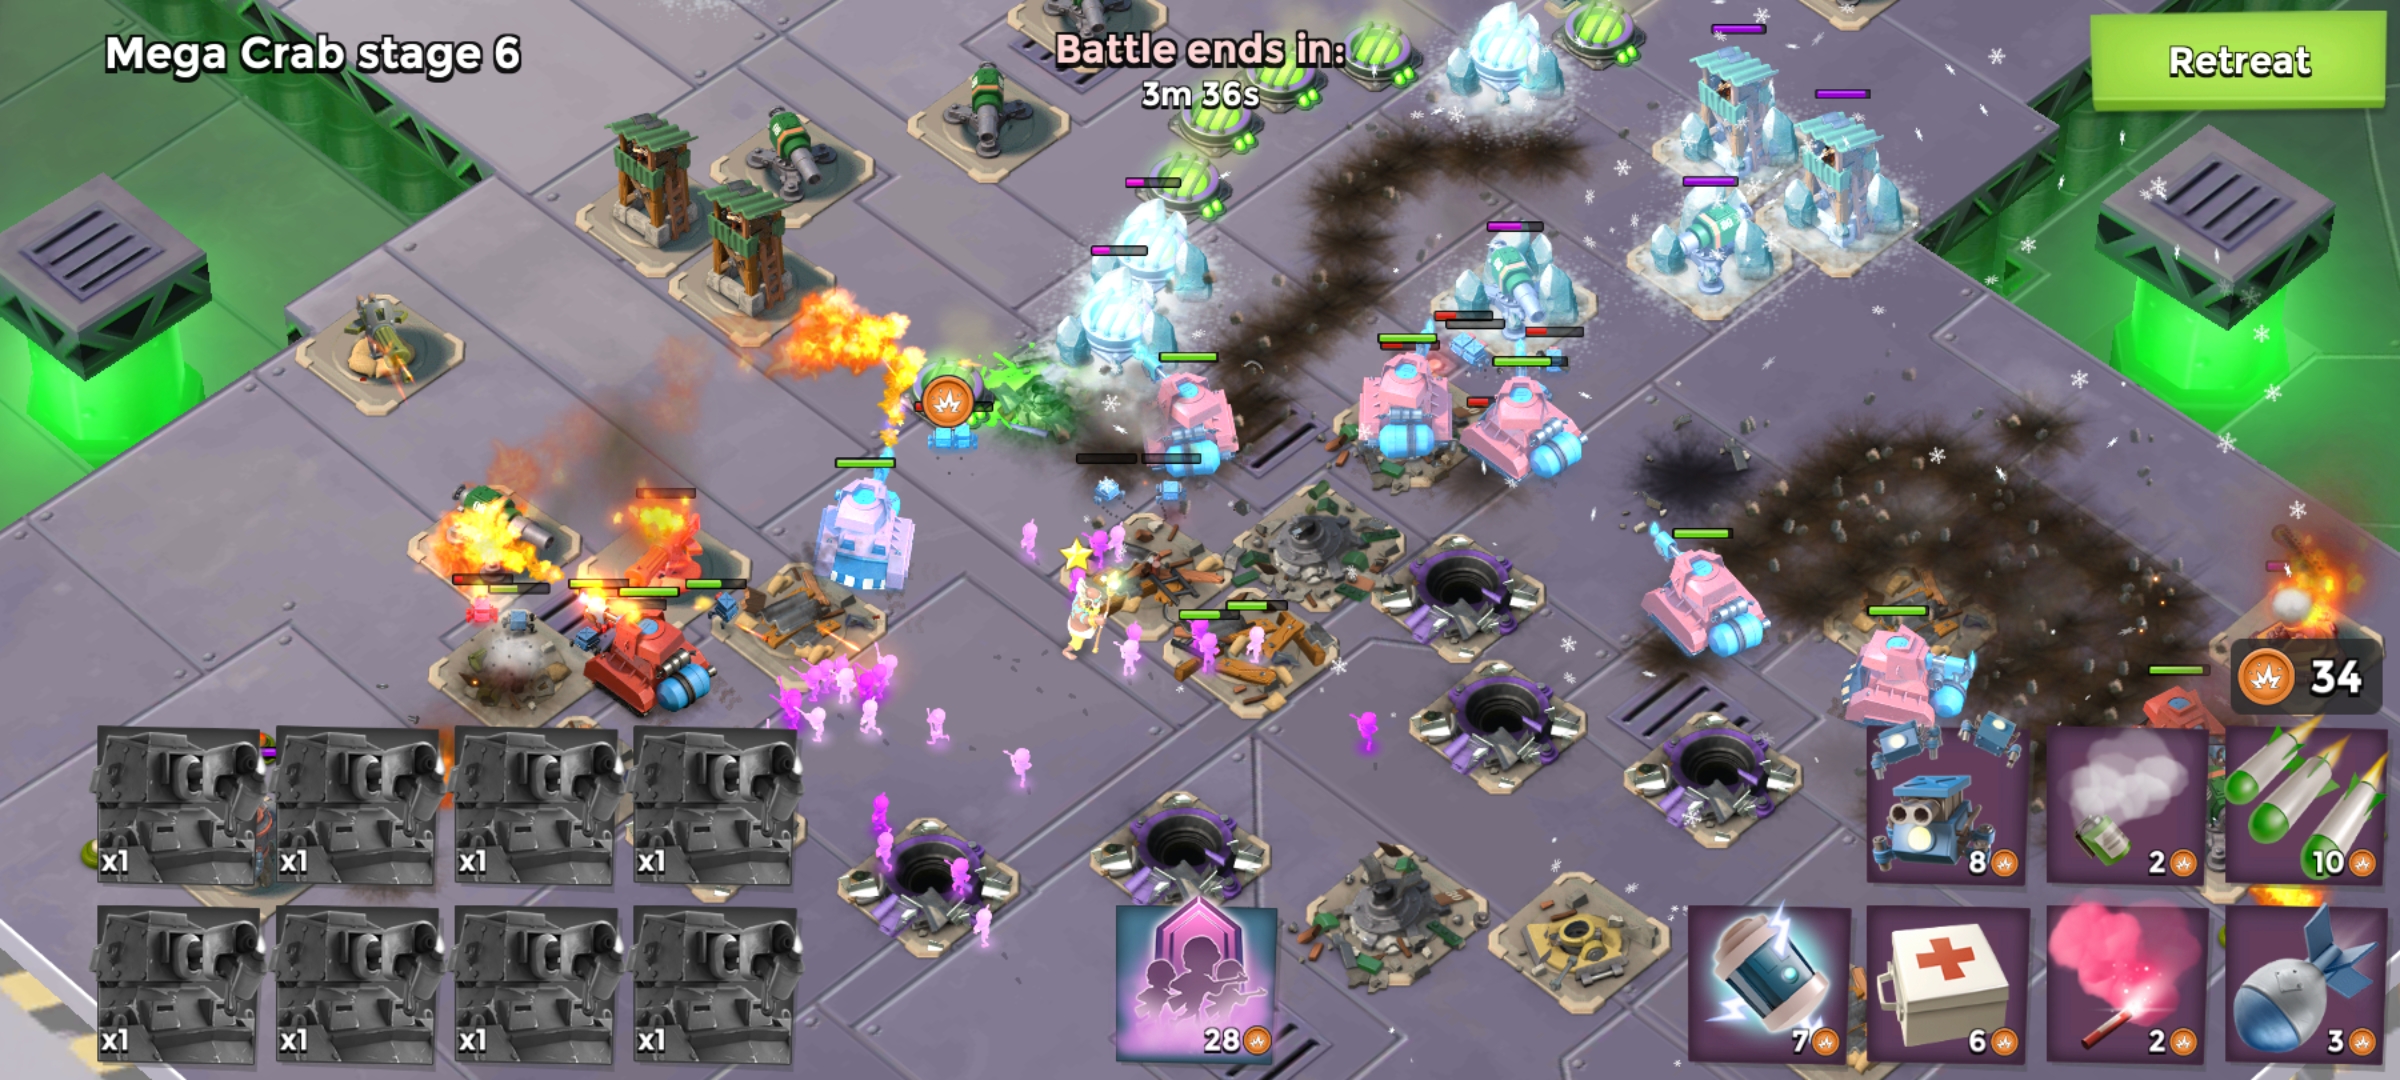 Mega Crab stage 6
Battle ends in:
3m 36s
Retreat
34
x1
x1
x1
x1
8
2
10
x1
x1
x1
x1
28
7
6
2
3